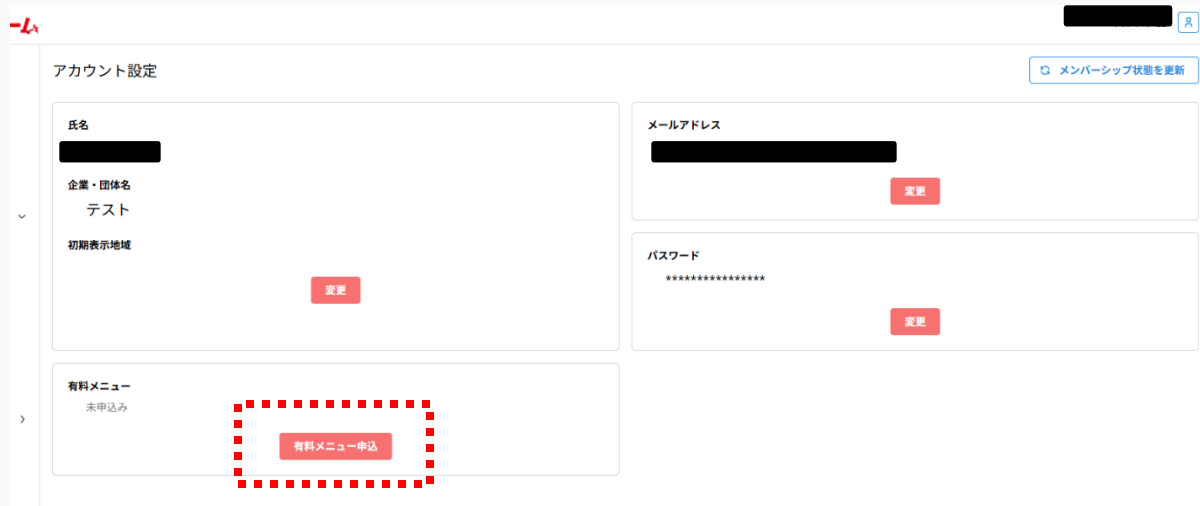 ーム
アカウント設定
メンバーシップ状態を更新
氏名
企業・団体名
テスト
初期表示地域
変更
メールアドレス
変更
パスワード
****************
変更
有料メニュー
未申込み
有料メニュー申込